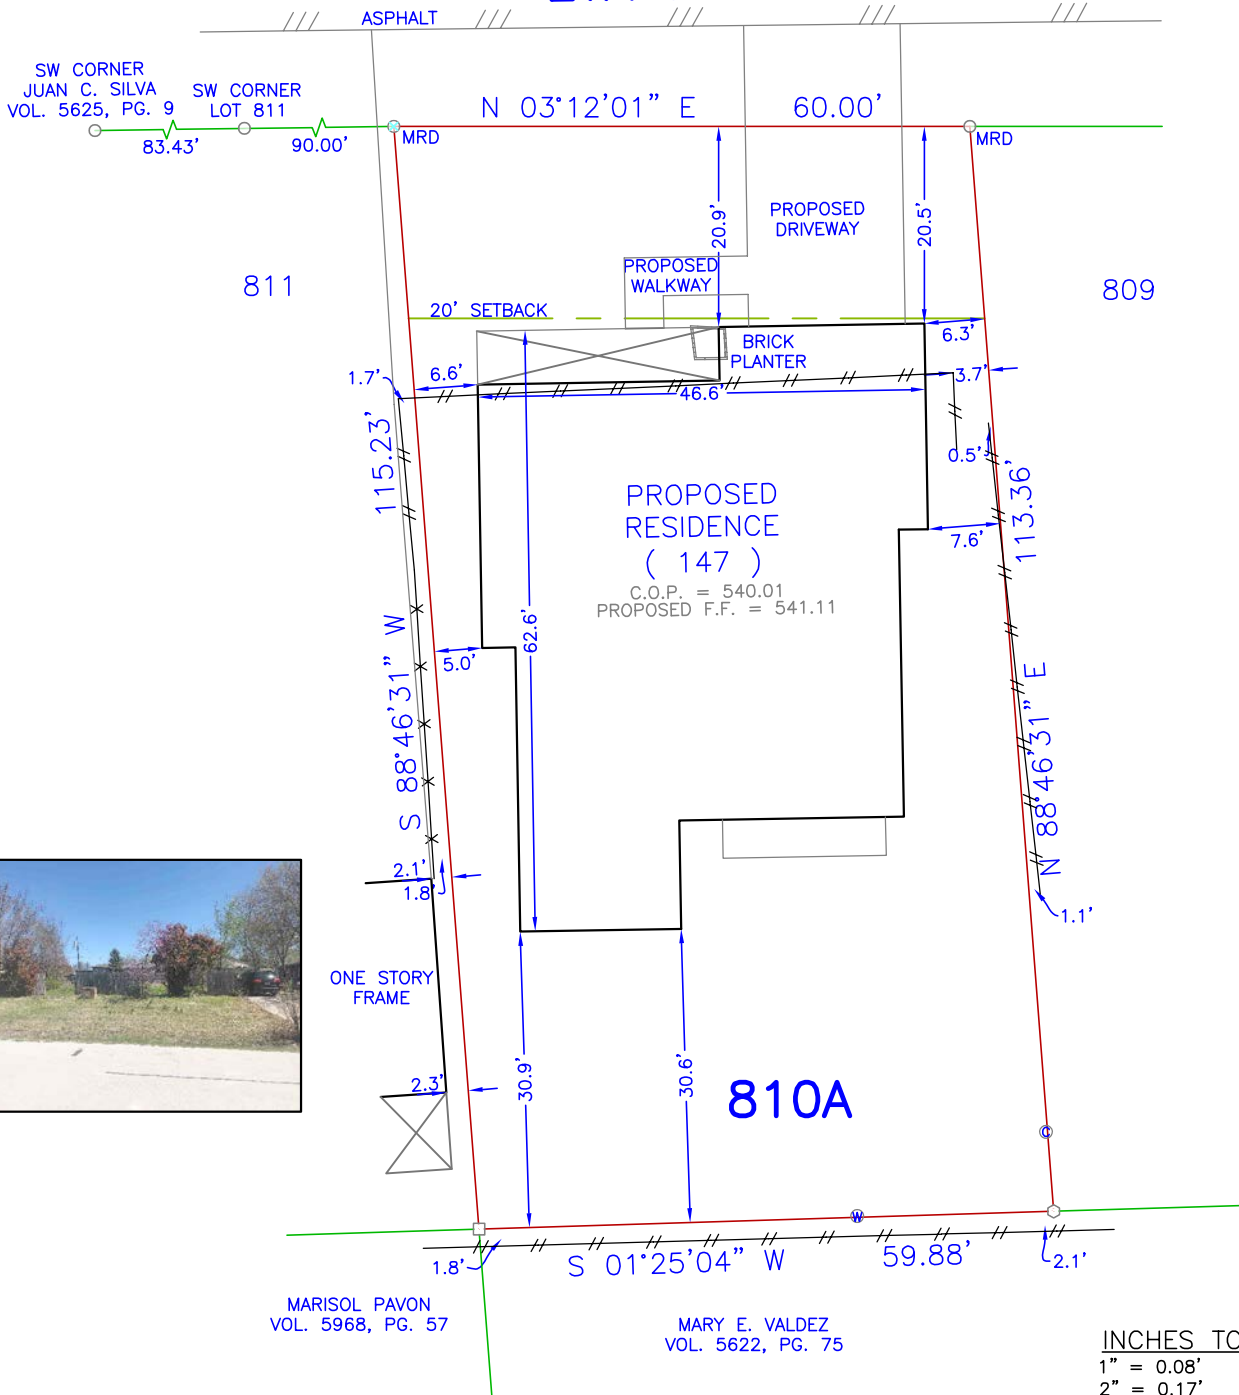 ASPHALT
SW CORNER
JUAN C. SILVA
VOL. 5625, PG. 9
SW CORNER
LOT 811
N 03°12'01" E 60.00'
83.43'
90.00'
MRD
MRD
20.9'
PROPOSED
DRIVEWAY
20.5'
PROPOSED
WALKWAY
811
809
20' SETBACK
6.3'
BRICK
PLANTER
1.7'
6.6'
3.7'
46.6'
115.23'
0.5'
113.36'
PROPOSED
RESIDENCE
( 147 )
7.6'
C.O.P. = 540.01
PROPOSED F.F. = 541.11
62.6'
5.0'
S 88°46'31" W
N 88°46'31" E
2.1'
1.8'
1.1'
ONE STORY
FRAME
2.3'
30.9'
30.6'
810A
C
W
1.8'
S 01°25'04" W 59.88'
2.1'
MARISOL PAVON
VOL. 5968, PG. 57
MARY E. VALDEZ
VOL. 5622, PG. 75
INCHES TO
1" = 0.08'
2" = 0.17'